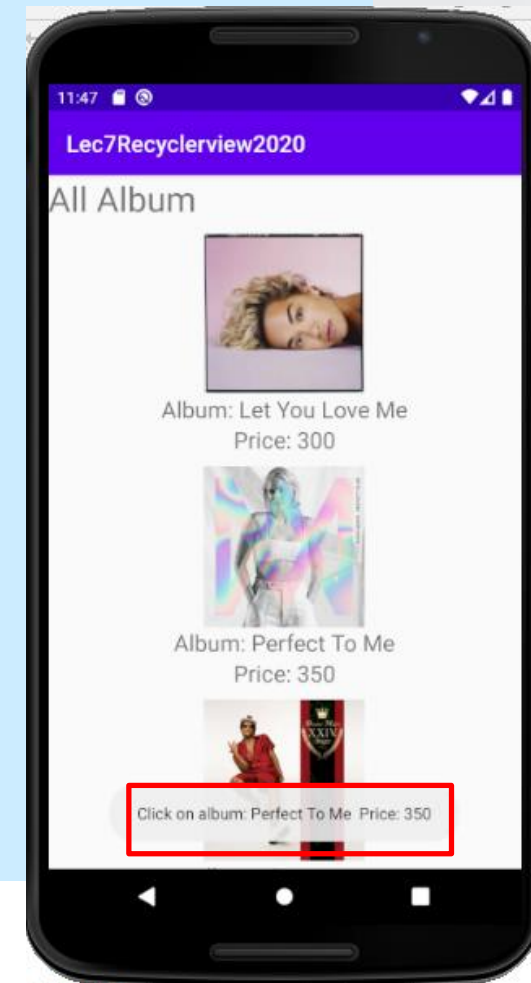 11:47
Lec7Recyclerview2020
All Album
Album: Let You Love Me
Price: 300
Album: Perfect To Me
Price: 350
XXIV
Click on album: Perfect To Me Price: 350